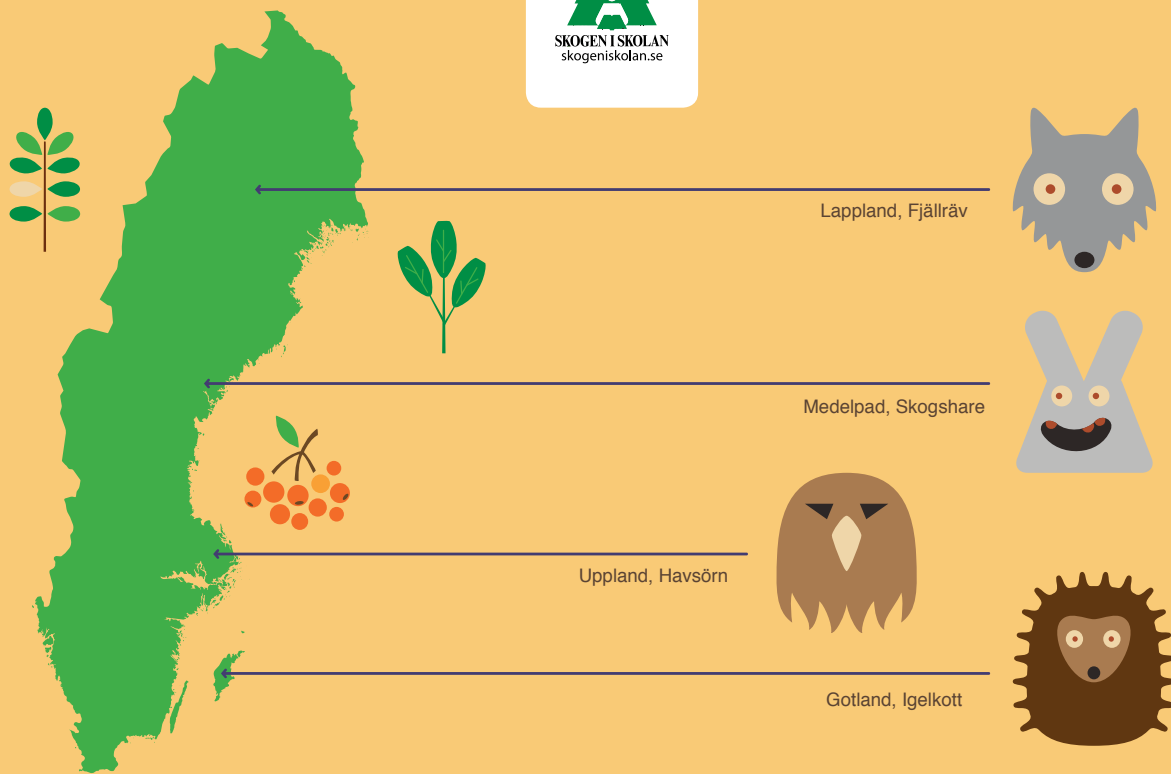 SKOGEN I SKOLAN
skogeniskolan.se
Lappland, Fjällräv
Medelpad, Skogshare
Uppland, Havsörn
Gotland, Igelkott